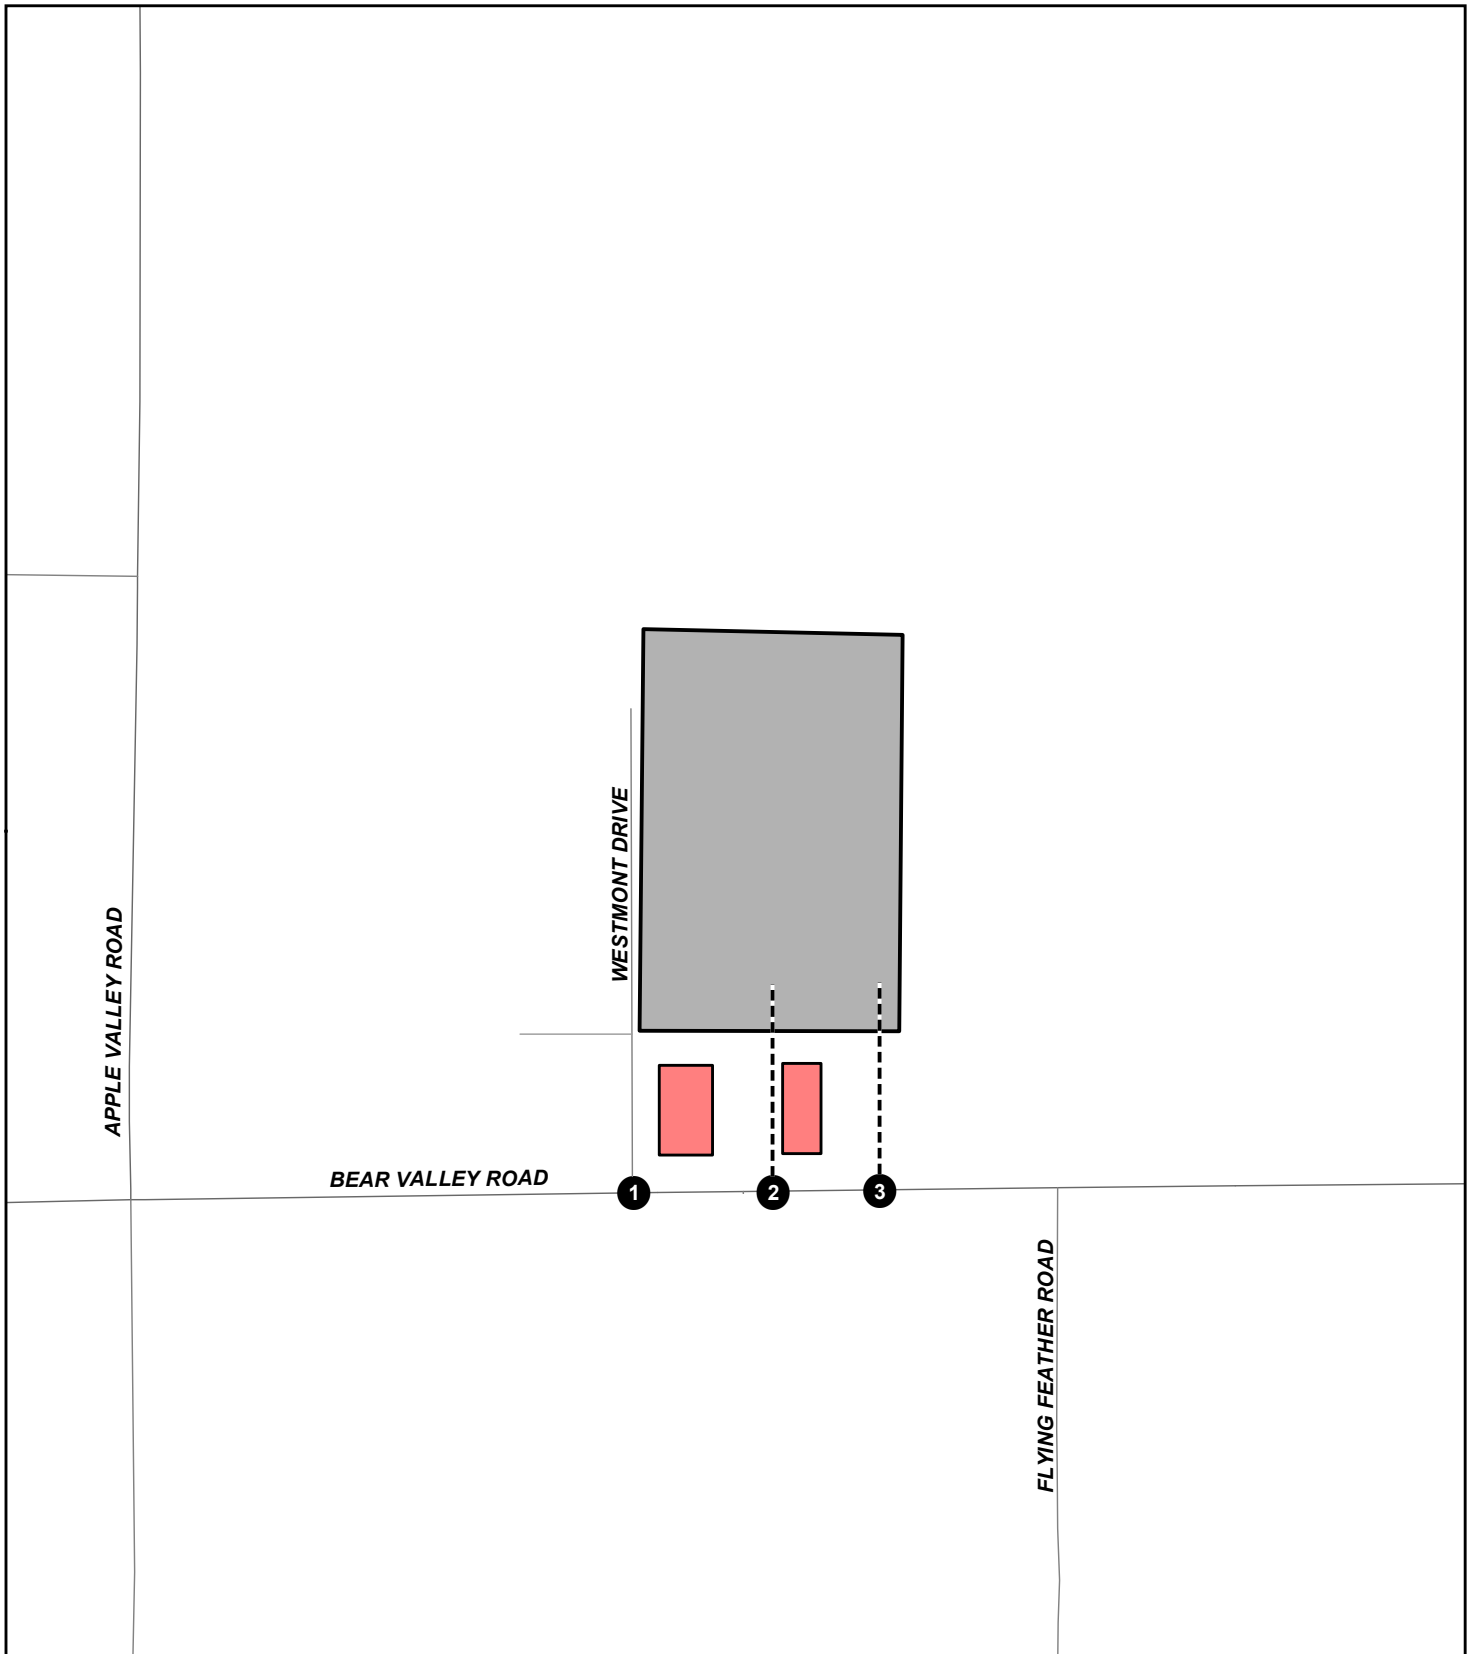 WESTMONT DRIVE
APPLE VALLEY ROAD
BEAR VALLEY ROAD
1
2
3
FLYING FEATHER ROAD